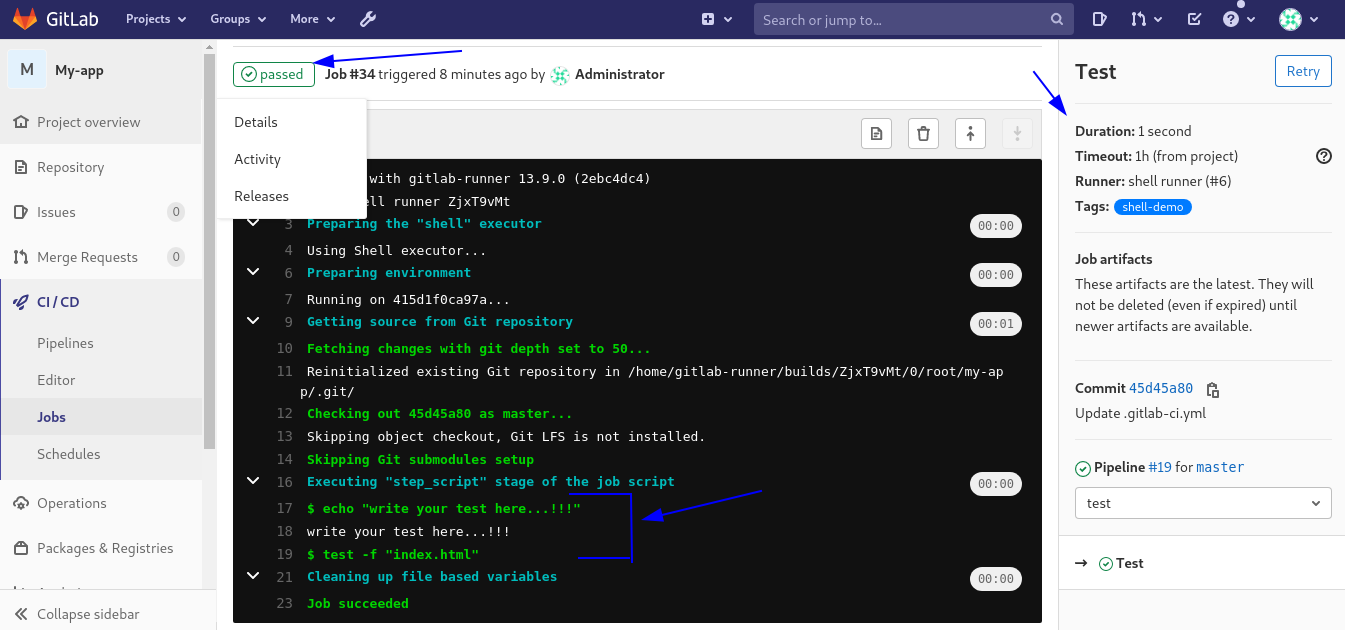 GitLab
Projects
Groups
More
Search or jump to...
M
My-app
Project overview
Repository
Issues 0
Merge Requests 0
CI / CD
Pipelines
Editor
Jobs
Schedules
Operations
Packages & Registries
Collapse sidebar
Details
Activity
Releases
passed Job #34 triggered 8 minutes ago by Administrator
with gitlab-runner 13.9.0 (2ebc4dc4)
ell runner ZjxT9vMt
3 Preparing the "shell" executor 00:00
4 Using Shell executor...
6 Preparing environment 00:00
7 Running on 415d1f0ca97a...
9 Getting source from Git repository 00:01
10 Fetching changes with git depth set to 50...
11 Reinitialized existing Git repository in /home/gitlab-runner/builds/ZjxT9vMt/0/root/my-ap
p/.git/
12 Checking out 45d45a80 as master...
13 Skipping object checkout, Git LFS is not installed.
14 Skipping Git submodules setup
16 Executing "step_script" stage of the job script 00:00
17 $ echo "write your test here...!!!"
18 write your test here...!!!
19 $ test -f "index.html"
21 Cleaning up file based variables 00:00
23 Job succeeded
Test
Retry
Duration: 1 second
Timeout: 1h (from project)
Runner: shell runner (#6)
Tags: shell-demo
Job artifacts
These artifacts are the latest. They will
not be deleted (even if expired) until
newer artifacts are available.
Commit 45d45a80
Update .gitlab-ci.yml
Pipeline #19 for master
test
→ Test